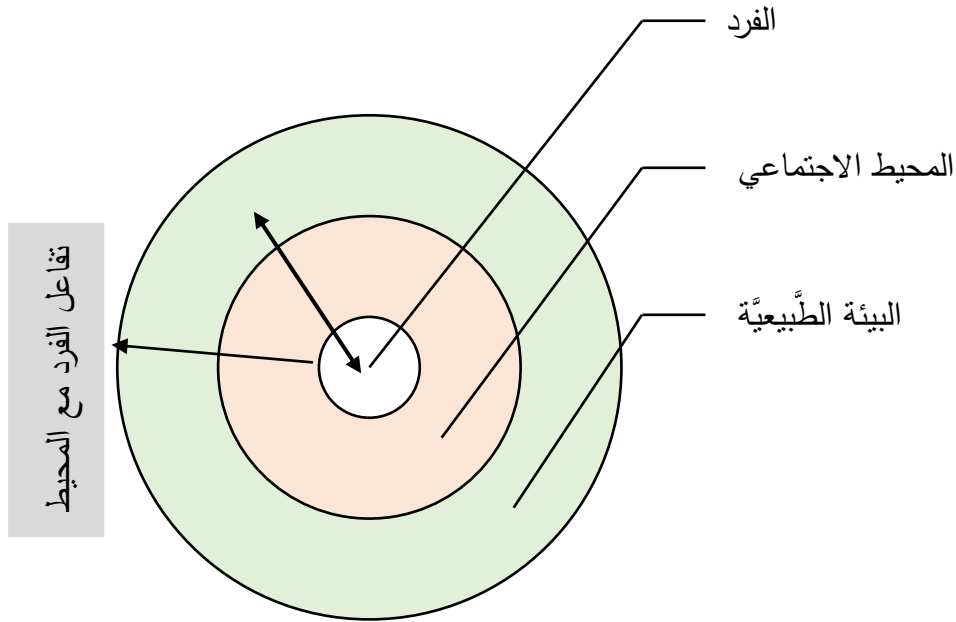 الفرد
المحيط الاجتماعي
البيئة الطَّبيعيَّة
تفاعل الفرد مع المحيط